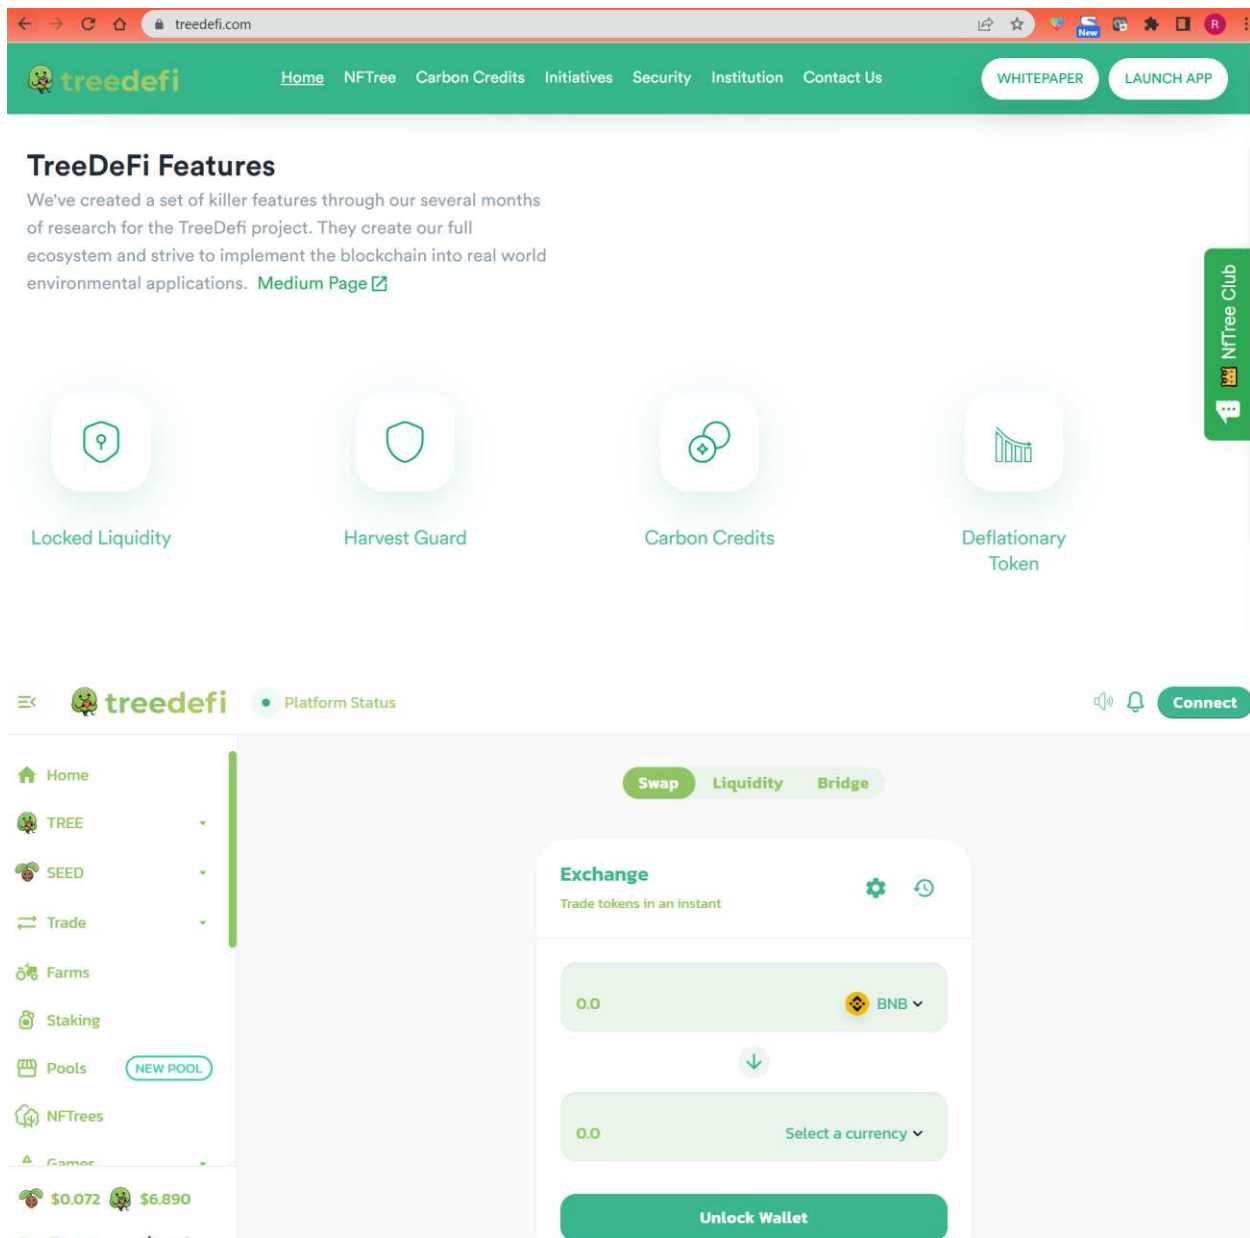 treedefi.com
New
R
treedefi
Home NFTree Carbon Credits Initiatives Security Institution Contact Us WHITEPAPER LAUNCH APP
TreeDeFi Features
We've created a set of killer features through our several months
of research for the TreeDefi project. They create our full
ecosystem and strive to implement the blockchain into real world
environmental applications. Medium Page
NfTree Club
Locked Liquidity
Harvest Guard
Carbon Credits
Deflationary
Token
treedefi Platform Status Connect
Home
TREE
SEED
Trade
Farms
Staking
Pools NEW POOL
NFTrees
Games
$0.072 $6.890
Swap Liquidity Bridge
Exchange
Trade tokens in an instant
0.0 BNB
0.0 Select a currency
Unlock Wallet